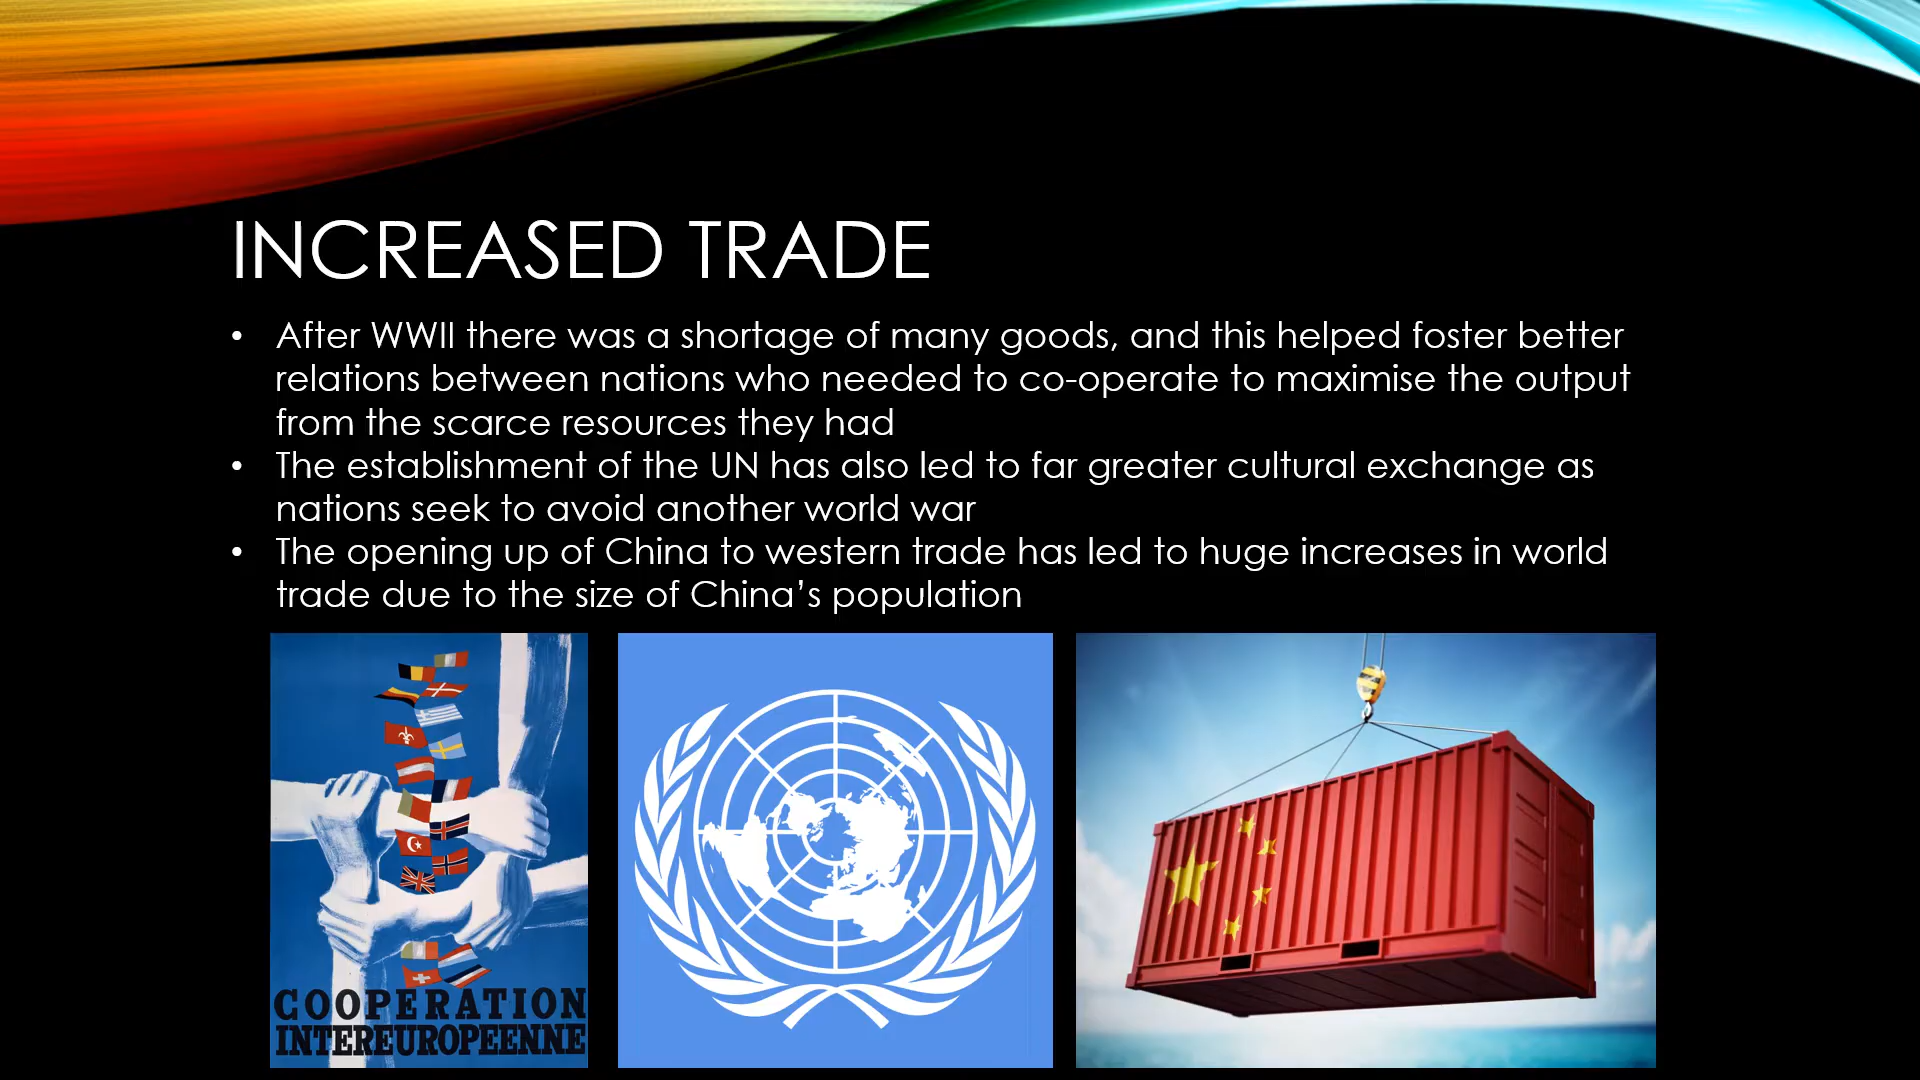 INCREASED TRADE
• After WWII there was a shortage of many goods, and this helped foster better
relations between nations who needed to co-operate to maximise the output
from the scarce resources they had
• The establishment of the UN has also led to far greater cultural exchange as
nations seek to avoid another world war
• The opening up of China to western trade has led to huge increases in world
trade due to the size of China’s population
COOPERATION
INTEREUROPEENNE